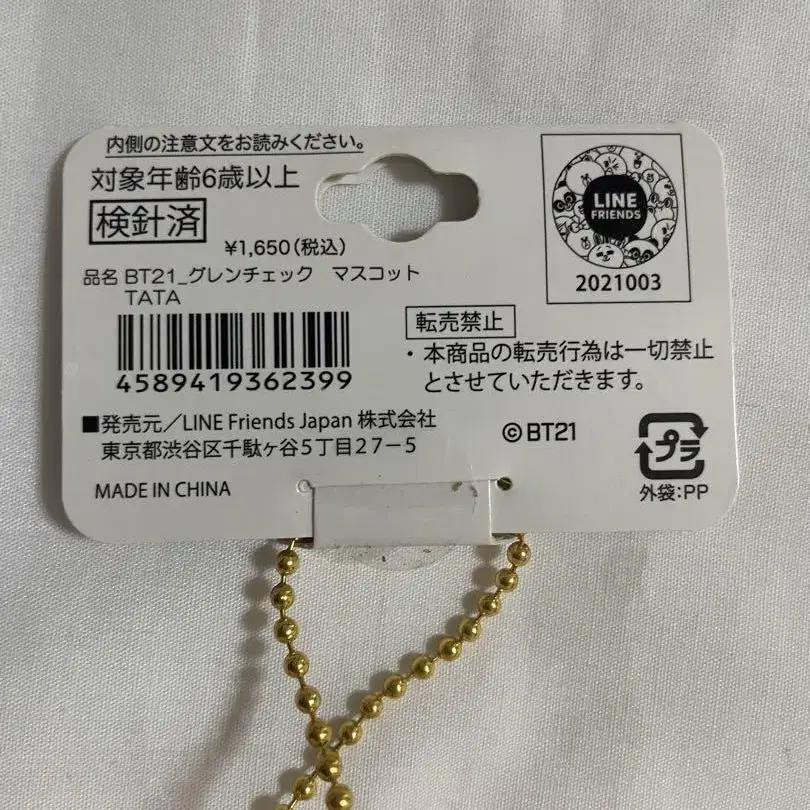 内側の注意文をお読みください。
対象年齢6歳以上
検針済
¥1,650(税込)
品名 BT21_グレンチェック　マスコット
TATA
4589419362399
LINE
FRIENDS
2021003
転売禁止
・本商品の転売行為は一切禁止
とさせていただきます。
■発売元／LINE Friends Japan 株式会社
東京都渋谷区千駄ヶ谷5丁目27−5
©BT21
MADE IN CHINA
プラ
外袋:PP